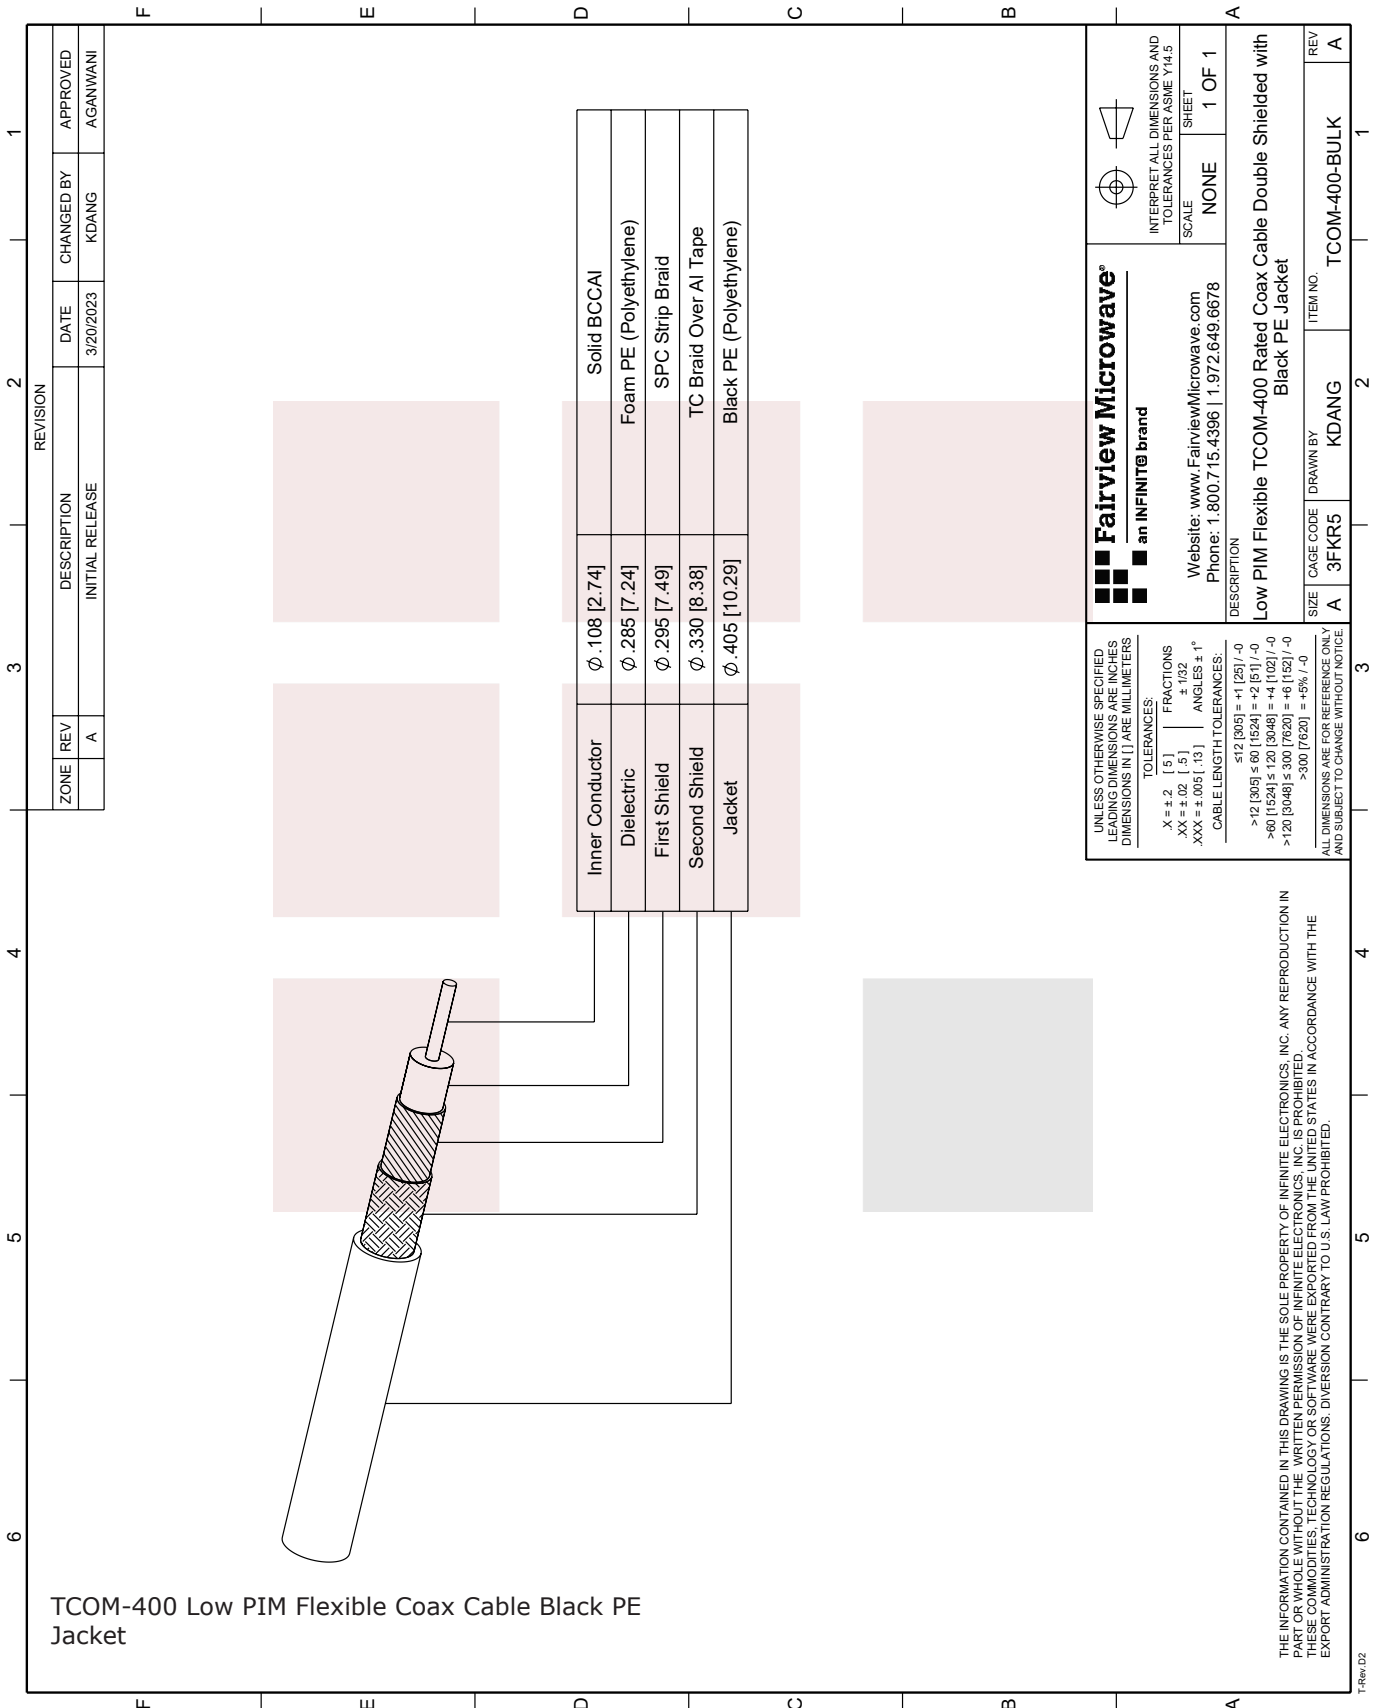 6 5 4 3 2 1
F E D C B A
REVISION
ZONE REV DESCRIPTION DATE CHANGED BY APPROVED
A INITIAL RELEASE 3/20/2023 KDANG AGANWANI
Inner Conductor Ø.108 [2.74] Solid BCCAl
Dielectric Ø.285 [7.24] Foam PE (Polyethylene)
First Shield Ø.295 [7.49] SPC Strip Braid
Second Shield Ø.330 [8.38] TC Braid Over Al Tape
Jacket Ø.405 [10.29] Black PE (Polyethylene)
TCOM-400 Low PIM Flexible Coax Cable Black PE
Jacket
UNLESS OTHERWISE SPECIFIED
LEADING DIMENSIONS ARE INCHES
DIMENSIONS IN [ ] ARE MILLIMETERS
TOLERANCES:
.X = ± .2 [ 5 ] FRACTIONS
.XX = ± .02 [ .5 ] ± 1/32
.XXX = ± .005 [ .13 ] ANGLES ± 1°
CABLE LENGTH TOLERANCES:
≤12 [305] = +1 [25] / -0
>12 [305] ≤ 60 [1524] = +2 [51] / -0
>60 [1524] ≤ 120 [3048] = +4 [102] / -0
>120 [3048] ≤ 300 [7620] = +6 [152] / -0
>300 [7620] = +5% / -0
ALL DIMENSIONS ARE FOR REFERENCE ONLY
AND SUBJECT TO CHANGE WITHOUT NOTICE.
Fairview Microwave®
an INFINIT® brand
Website: www.FairviewMicrowave.com
Phone: 1.800.715.4396 | 1.972.649.6678
INTERPRET ALL DIMENSIONS AND
TOLERANCES PER ASME Y14.5
SCALE SHEET
NONE 1 OF 1
DESCRIPTION
Low PIM Flexible TCOM-400 Rated Coax Cable Double Shielded with
Black PE Jacket
SIZE CAGE CODE DRAWN BY ITEM NO. REV
A 3FKR5 KDANG TCOM-400-BULK A
THE INFORMATION CONTAINED IN THIS DRAWING IS THE SOLE PROPERTY OF INFINITE ELECTRONICS, INC. ANY REPRODUCTION IN
PART OR WHOLE WITHOUT THE WRITTEN PERMISSION OF INFINITE ELECTRONICS, INC. IS PROHIBITED.
THESE COMMODITIES, TECHNOLOGY OR SOFTWARE WERE EXPORTED FROM THE UNITED STATES IN ACCORDANCE WITH THE
EXPORT ADMINISTRATION REGULATIONS. DIVERSION CONTRARY TO U.S. LAW PROHIBITED.
F E D C B A
6 5 4 3 2 1
T-Rev.D2